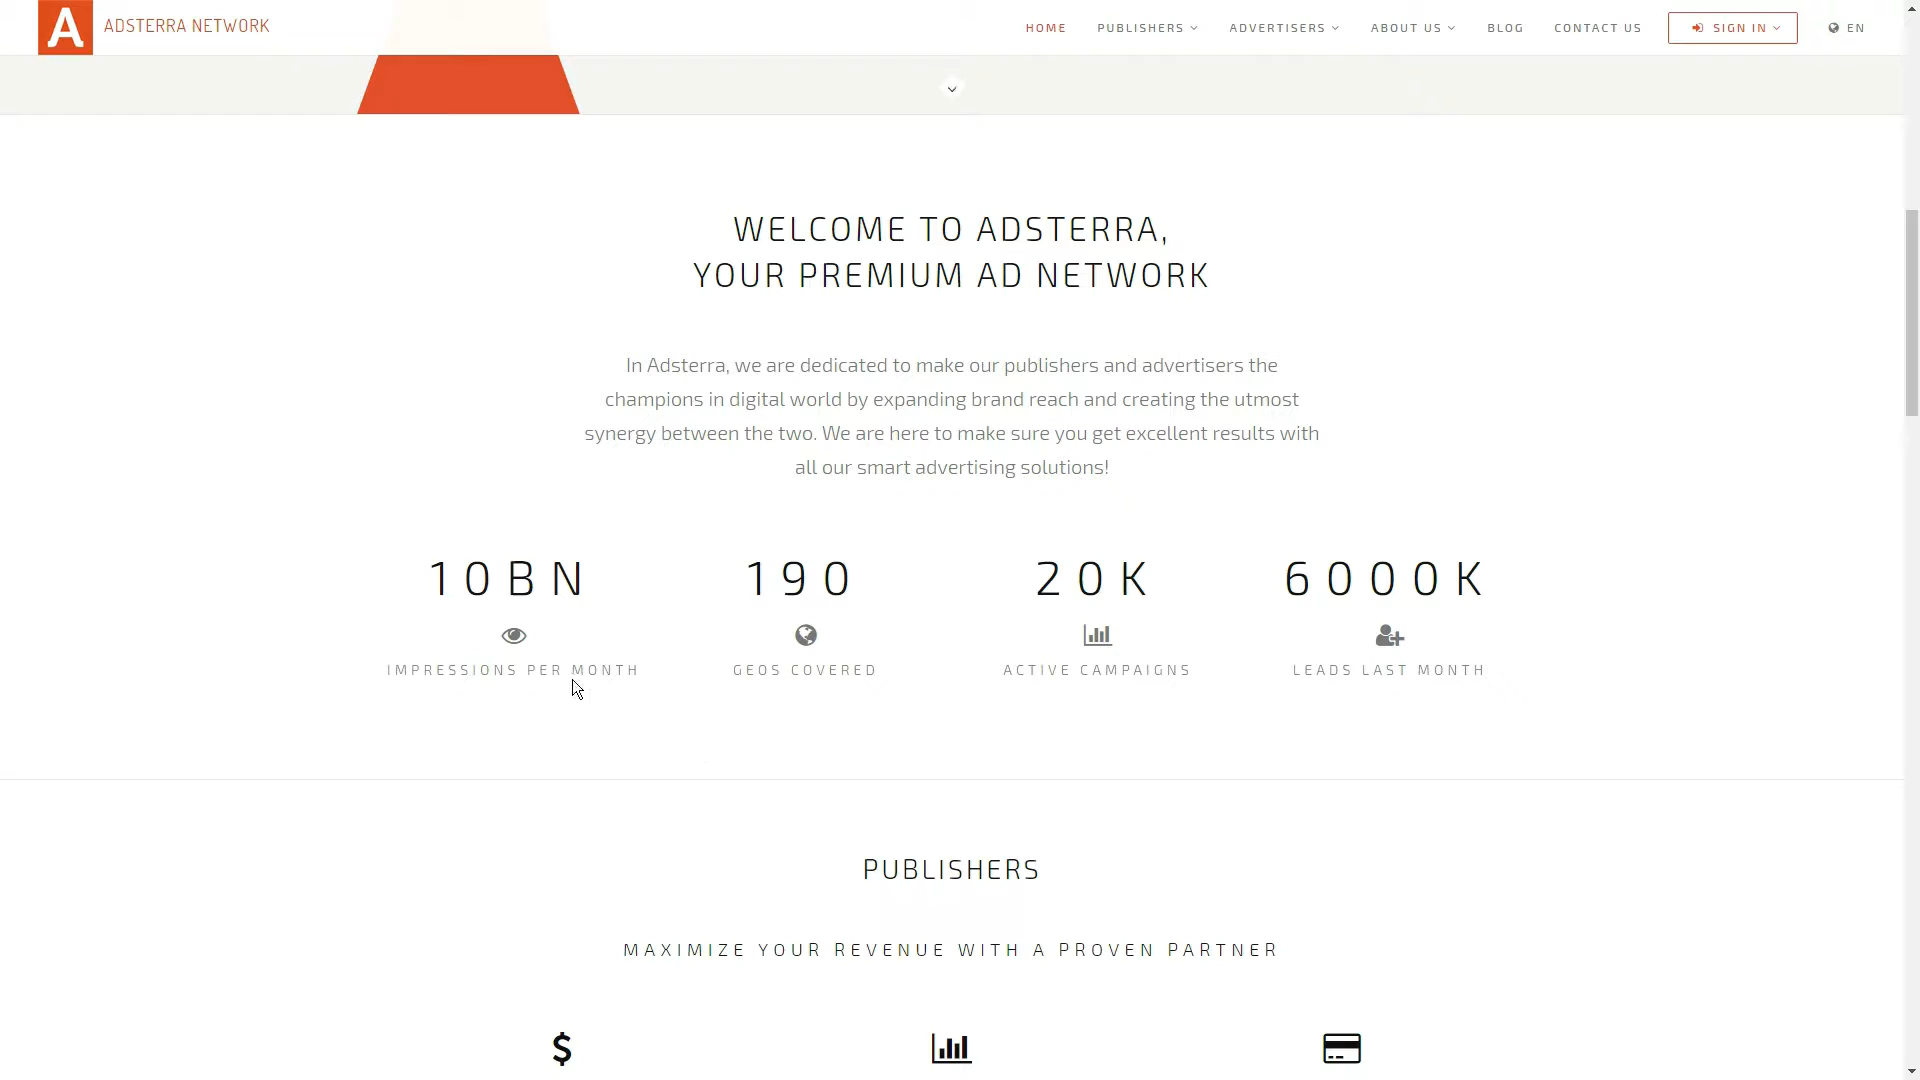 A ADSTERRA NETWORK
HOME PUBLISHERS ADVERTISERS ABOUT US BLOG CONTACT US SIGN IN EN
WELCOME TO ADSTERRA,
YOUR PREMIUM AD NETWORK
In Adsterra, we are dedicated to make our publishers and advertisers the
champions in digital world by expanding brand reach and creating the utmost
synergy between the two. We are here to make sure you get excellent results with
all our smart advertising solutions!
10BN 190 20K 6000K
IMPRESSIONS PER MONTH GEOS COVERED ACTIVE CAMPAIGNS LEADS LAST MONTH
PUBLISHERS
MAXIMIZE YOUR REVENUE WITH A PROVEN PARTNER
$